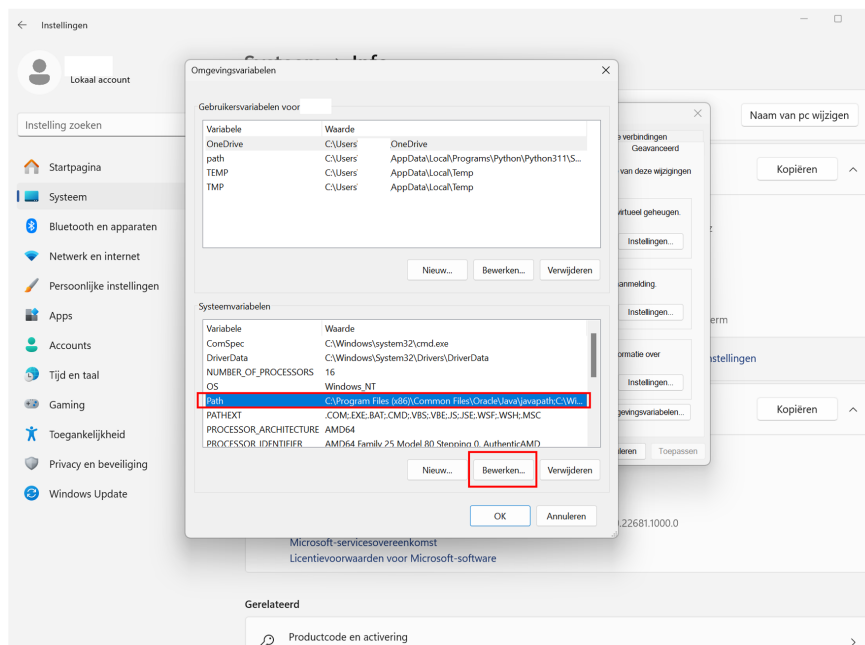 Instellingen
Lokaal account
Instelling zoeken
Startpagina
Systeem
Bluetooth en apparaten
Netwerk en internet
Persoonlijke instellingen
Apps
Accounts
Tijd en taal
Gaming
Toegankelijkheid
Privacy en beveiliging
Windows Update
Omgevingsvariabelen
Gebruikersvariabelen voor
Variabele Waarde
OneDrive C:\Users\ OneDrive
path C:\Users\ AppData\Local\Programs\Python\Python311\S...
TEMP C:\Users\ AppData\Local\Temp
TMP C:\Users\ AppData\Local\Temp
Nieuw... Bewerken... Verwijderen
Systeemvariabelen
Variabele Waarde
ComSpec C:\Windows\system32\cmd.exe
DriverData C:\Windows\System32\Drivers\DriverData
NUMBER_OF_PROCESSORS 16
OS Windows_NT
Path C:\Program Files (x86)\Common Files\Oracle\Java\javapath;C:\Wi...
PATHEXT .COM;.EXE;.BAT;.CMD;.VBS;.VBE;.JS;.JSE;.WSF;.WSH;.MSC
PROCESSOR_ARCHITECTURE AMD64
PROCESSOR_IDENTIFIER AMD64 Family 25 Model 80 Stepping 0, AuthenticAMD
Nieuw... Bewerken... Verwijderen
OK Annuleren
verbindingen
Geavanceerd
van deze wijzigingen
virtueel geheugen.
Instellingen...
anmelding.
Instellingen...
ormatie over
Instellingen...
gevingsvariabelen...
leren Toepassen
Naam van pc wijzigen
Kopiëren
erm
nstellingen
Kopiëren
.22681.1000.0
Microsoft-servicesovereenkomst
Licentievoorwaarden voor Microsoft-software
Gerelateerd
Productcode en activering